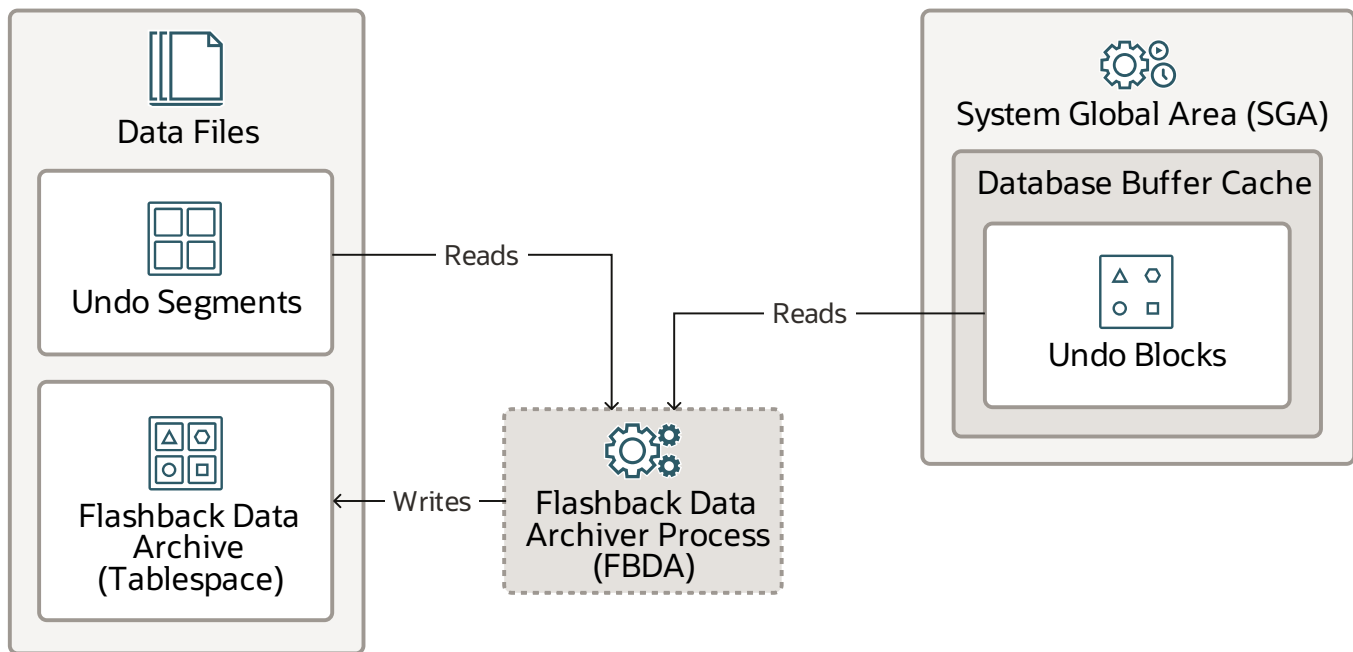 Data Files
Undo Segments
Flashback Data
Archive
(Tablespace)
Reads
Writes
Flashback Data
Archiver Process
(FBDA)
Reads
System Global Area (SGA)
Database Buffer Cache
Undo Blocks